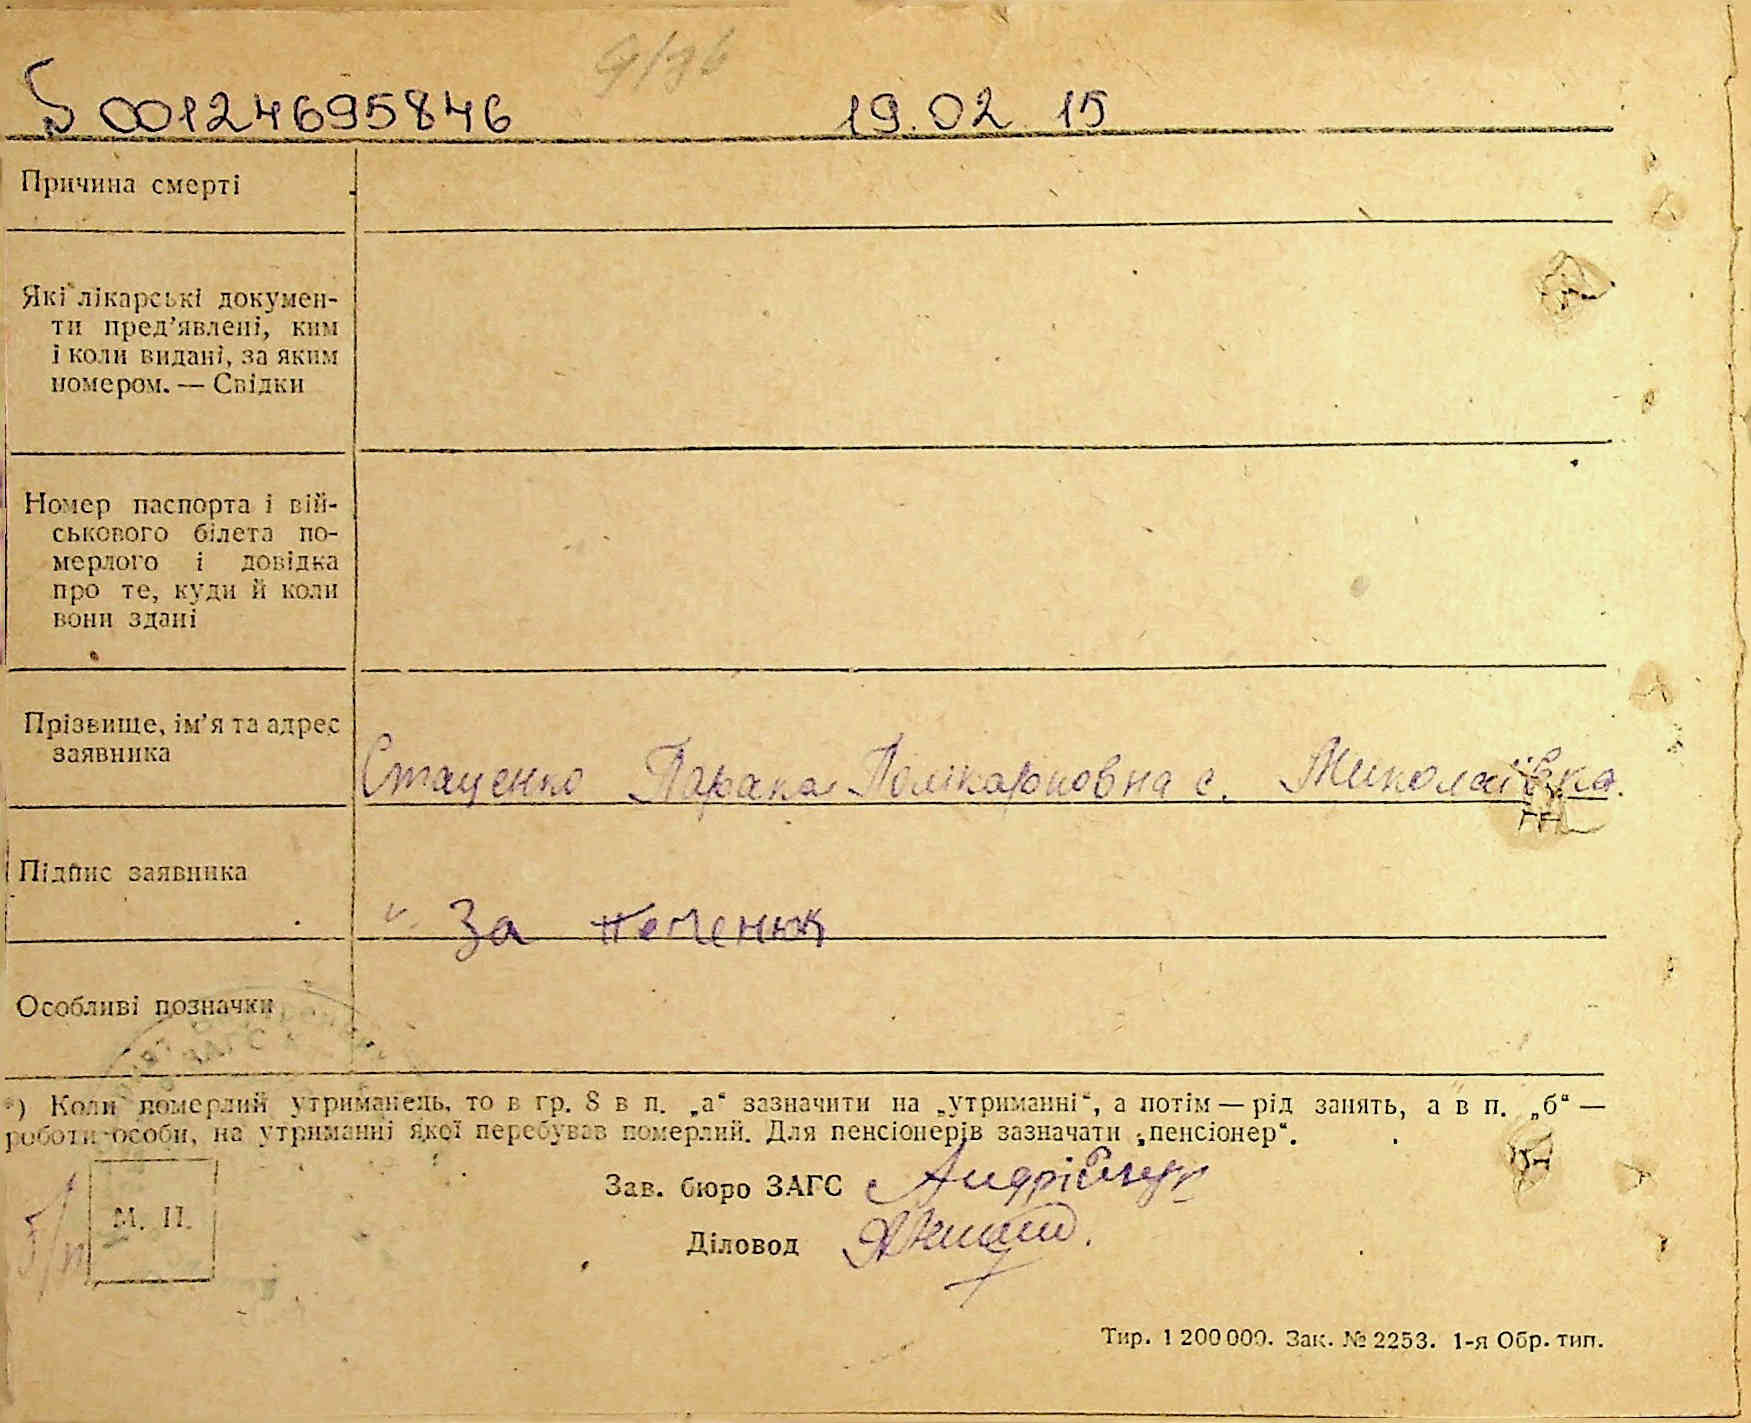 00124695846 19.02 15
Причина смерті
Які лікарські докумен-
ти пред’явлені, ким
і коли видані, за яким
номером. — Свідки
Номер паспорта і вій-
ськового білета по-
мерлого і довідка
про те, куди й коли
вони здані
Прізвище, ім’я та адрес
заявника
Стаценко Полікарповна с. Миколаївка.
Підпис заявника
За
Особливі позначки
*) Коли померлий утриманець, то в гр. 8 в п. „а“ зазначити на „утриманні“, а потім — рід занять, а в п. „б“ —
роботи особи, на утриманні якої перебував померлий. Для пенсіонерів зазначати „пенсіонер“.
Зав. бюро ЗАГС
М. П.
Діловод
Тир. 1 200 000. Зак. № 2253. 1-я Обр. тип.